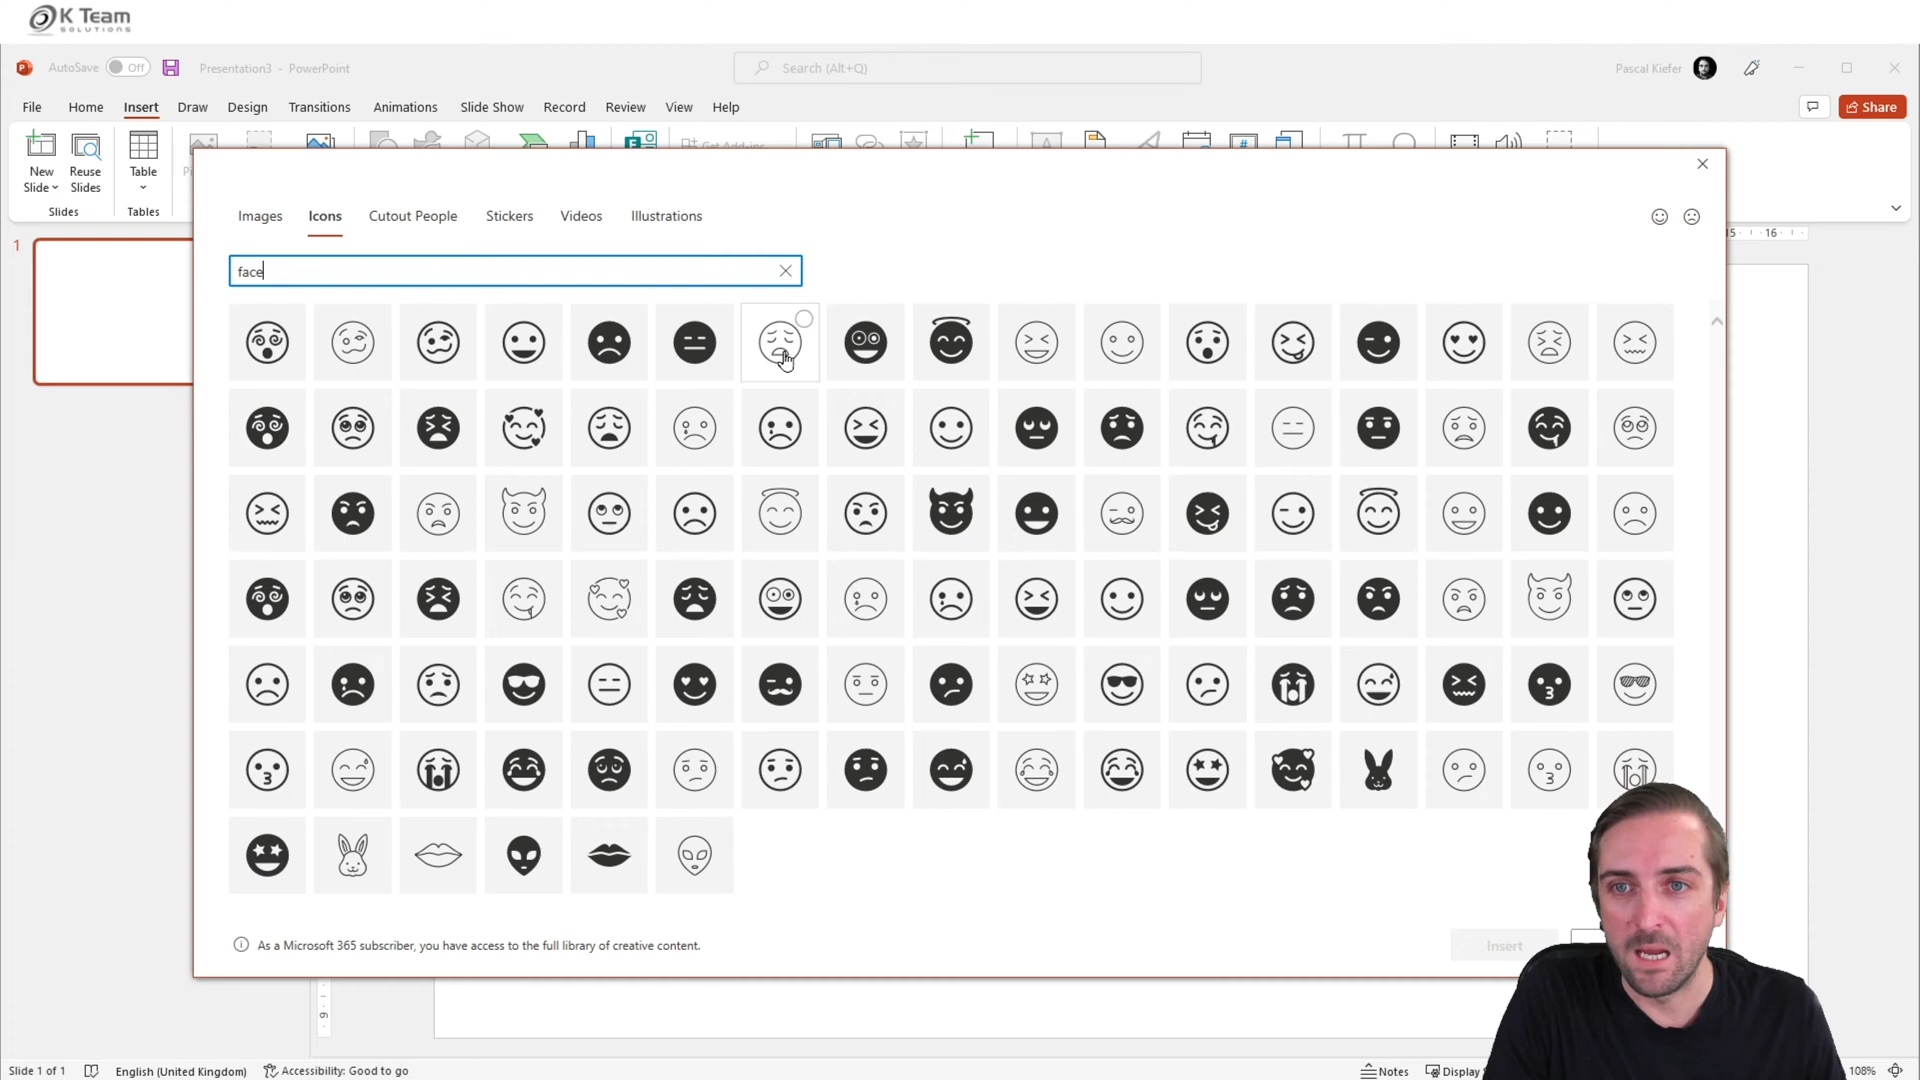 K Team
SOLUTIONS
AutoSave Off Presentation3 - PowerPoint Search (Alt+Q) Pascal Kiefer
File Home Insert Draw Design Transitions Animations Slide Show Record Review View Help Share
New Slide Reuse Slides Table
Slides Tables
Images Icons Cutout People Stickers Videos Illustrations
15 16
1
face
As a Microsoft 365 subscriber, you have access to the full library of creative content.
Insert
9
Slide 1 of 1 English (United Kingdom) Accessibility: Good to go Notes Display 108%